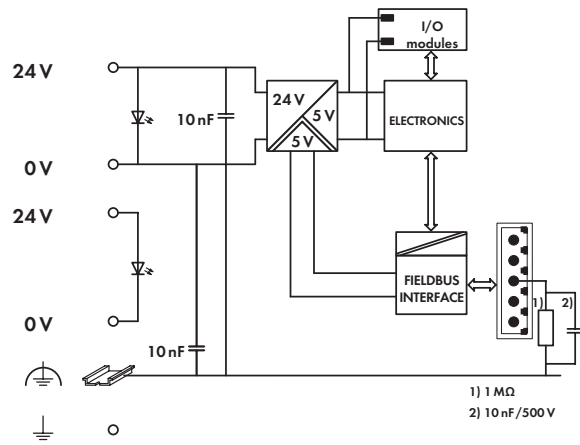 I/O
modules
24 V
10 nF
24 V
5 V
5 V
ELECTRONICS
0 V
24 V
FIELDBUS
INTERFACE
1)
2)
0 V
10 nF
1) 1 MΩ
2) 10 nF/500 V